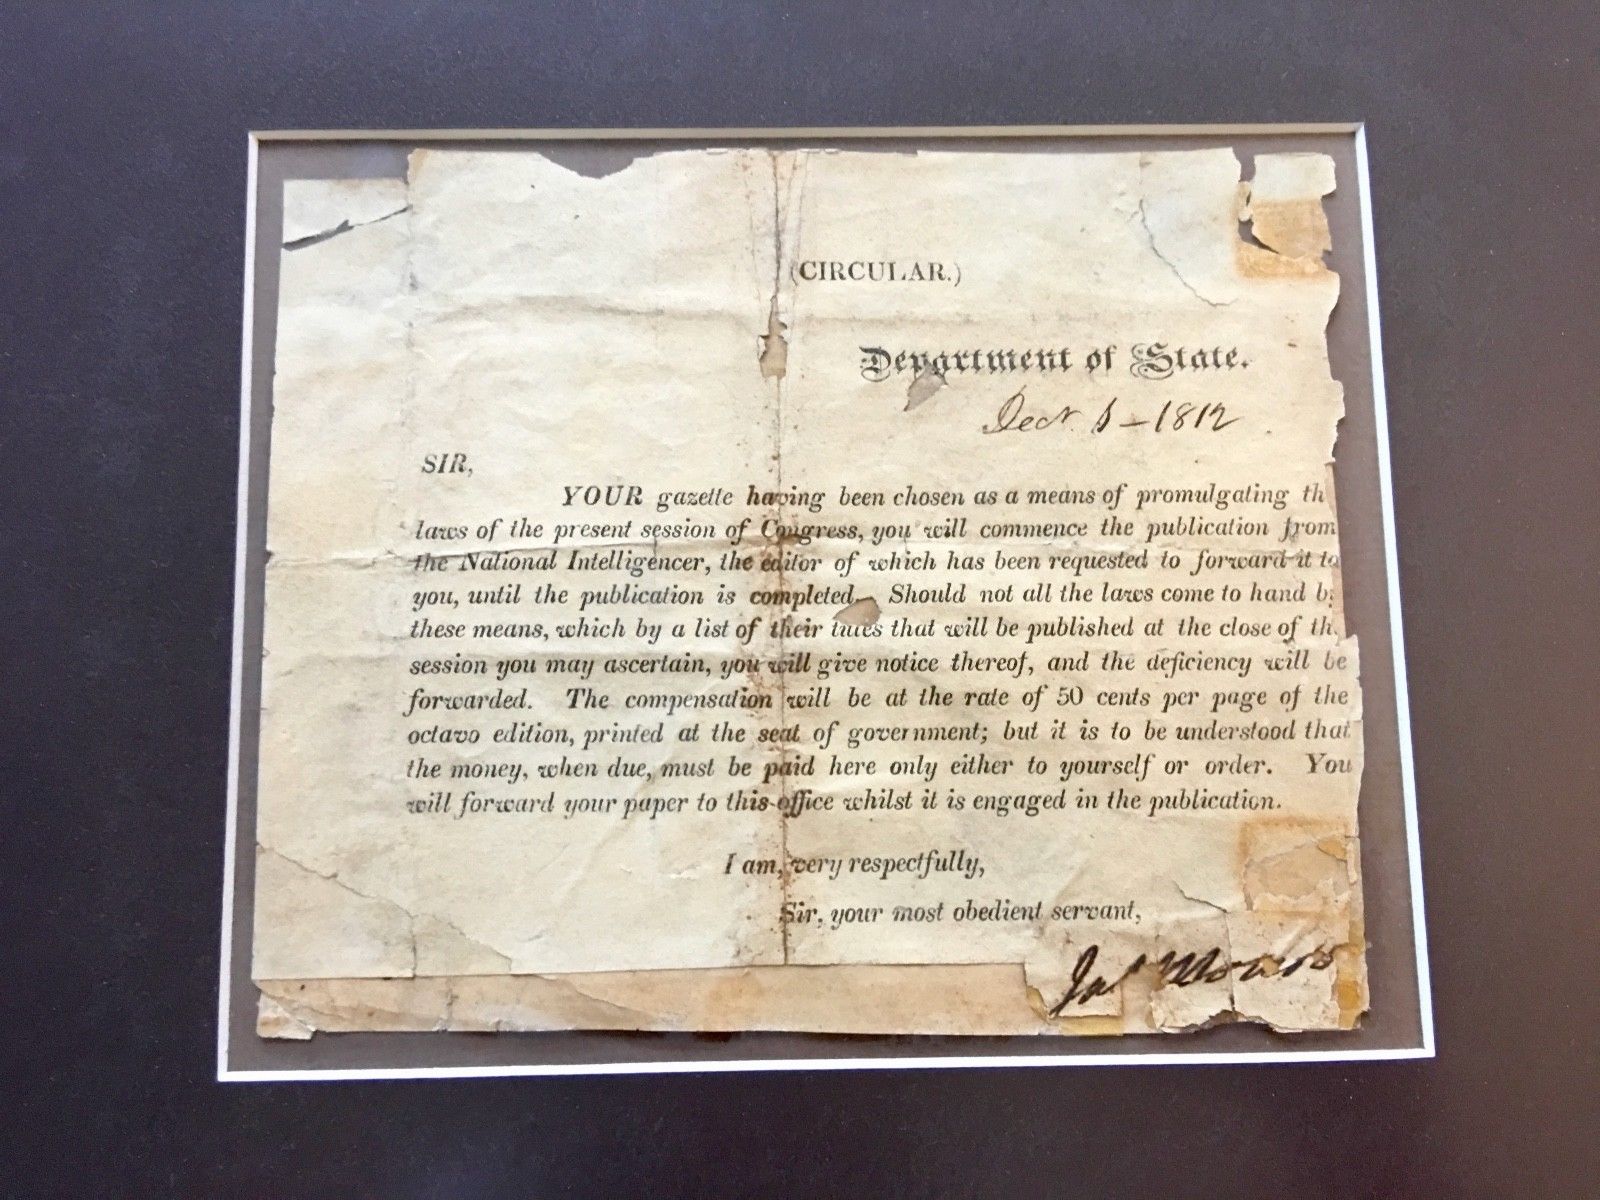 (CIRCULAR.)
Department of State.
1812
SIR,
YOUR gazette having been chosen as a means of promulgating th
laws of the present session of Congress, you will commence the publication from
the National Intelligencer, the editor of which has been requested to forward it to
you, until the publication is completed. Should not all the laws come to hand b
these means, which by a list of their titles that will be published at the close of th
session you may ascertain, you will give notice thereof, and the deficiency will be
forwarded. The compensation will be at the rate of 50 cents per page of the
octavo edition, printed at the seat of government; but it is to be understood that
the money, when due, must be paid here only either to yourself or order. You
will forward your paper to this office whilst it is engaged in the publication.
I am, very respectfully,
Sir, your most obedient servant,
Jas Monroe